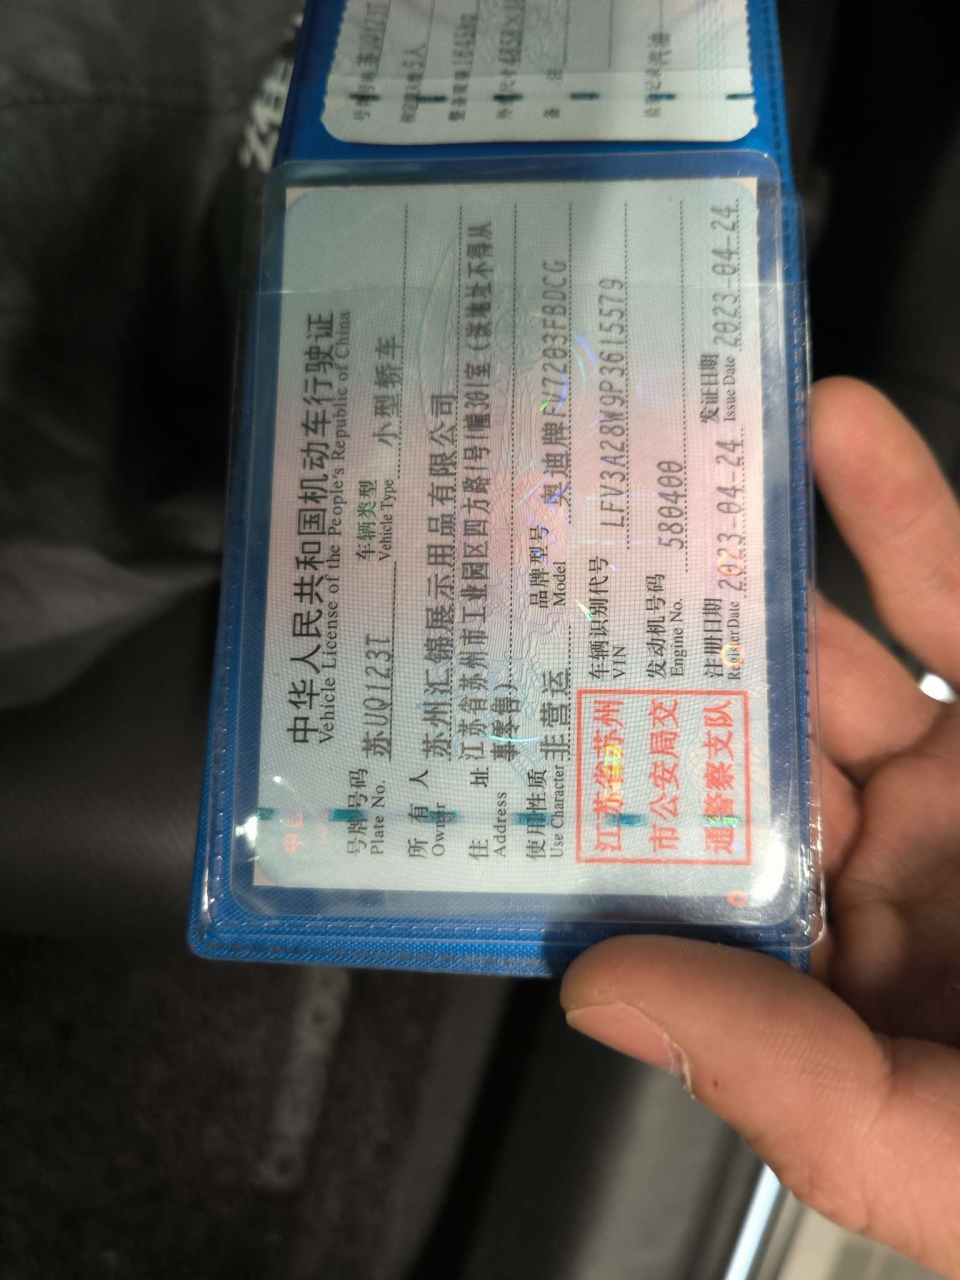 中华人民共和国机动车行驶证
Vehicle License of the People's Republic of China
号牌号码 苏UQ1Z3T 车辆类型 小型轿车
Plate No. Vehicle Type
所有人 苏州汇锦展示用品有限公司
Owner
住址 江苏省苏州市工业园区四方路1号1幢301室(该地址不得从
Address 事零售)
使用性质 非营运 品牌型号 奥迪牌FV7203FBDCG
Use Character Model
车辆识别代号 LFV3A28W9P3615579
VIN
发动机号码 580400
Engine No.
注册日期 2023-04-24 发证日期 2023-04-24
Register Date Issue Date
江苏省苏州
市公安局交
通警察支队
5人